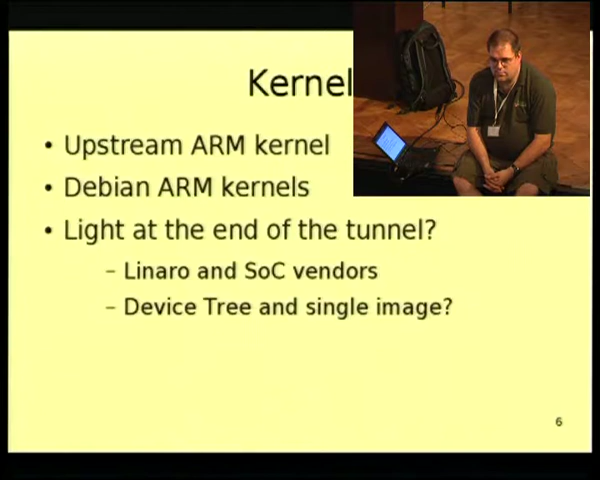 Kernel
• Upstream ARM kernel
• Debian ARM kernels
• Light at the end of the tunnel?
– Linaro and SoC vendors
– Device Tree and single image?
6